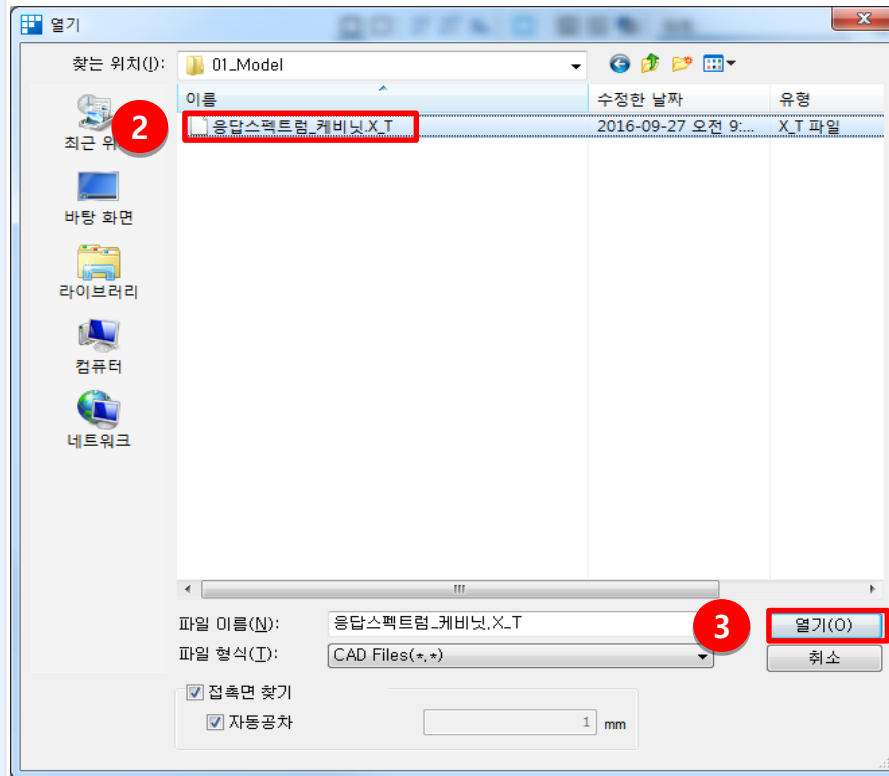 열기
찾는 위치(I): 01_Model
이름 수정한 날짜 유형
응답스펙트럼_케비닛.X_T 2016-09-27 오전 9:... X_T 파일
2
최근
바탕 화면
라이브러리
컴퓨터
네트워크
파일 이름(N): 응답스펙트럼_케비닛.X_T 3 열기(O)
파일 형식(T): CAD Files(*.*) 취소
접촉면 찾기
자동공차 1 mm